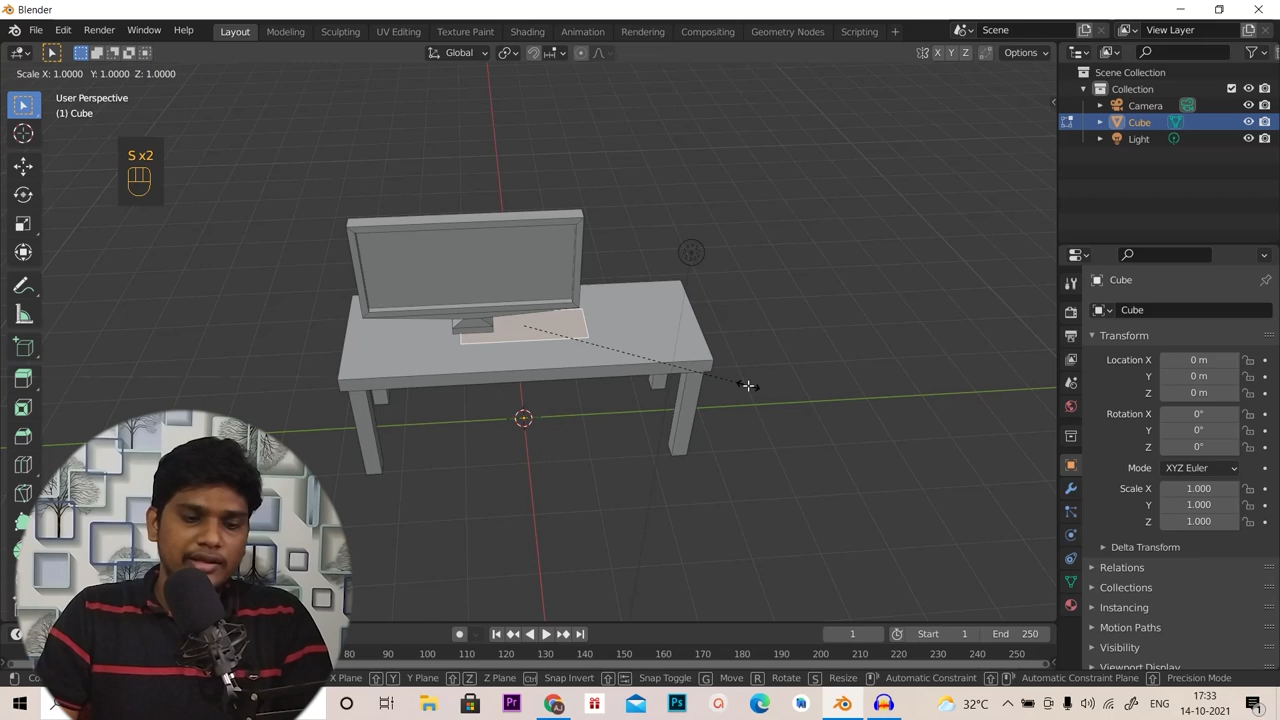 Blender
File Edit Render Window Help Layout Modeling Sculpting UV Editing Texture Paint Shading Animation Rendering Compositing Geometry Nodes Scripting + Scene View Layer
Global X Y Z Options
Scale X: 1.0000 Y: 1.0000 Z: 1.0000
User Perspective
(1) Cube
S x2
Scene Collection
Collection
Camera
Cube
Light
Cube
Cube
Transform
Location X 0 m
Y 0 m
Z 0 m
Rotation X 0°
Y 0°
Z 0°
Mode XYZ Euler
Scale X 1.000
Y 1.000
Z 1.000
Delta Transform
Relations
Collections
Instancing
Motion Paths
Visibility
Viewport Display
1 Start 1 End 250
80 90 100 110 120 130 140 150 160 170 180 190 200 210 220 230 240 250
X Plane Y Plane Z Plane Snap Invert Snap Toggle G Move R Rotate S Resize Automatic Constraint Automatic Constraint Plane Precision Mode
Pr Ps 32°C ENG 17:33
14-10-2021